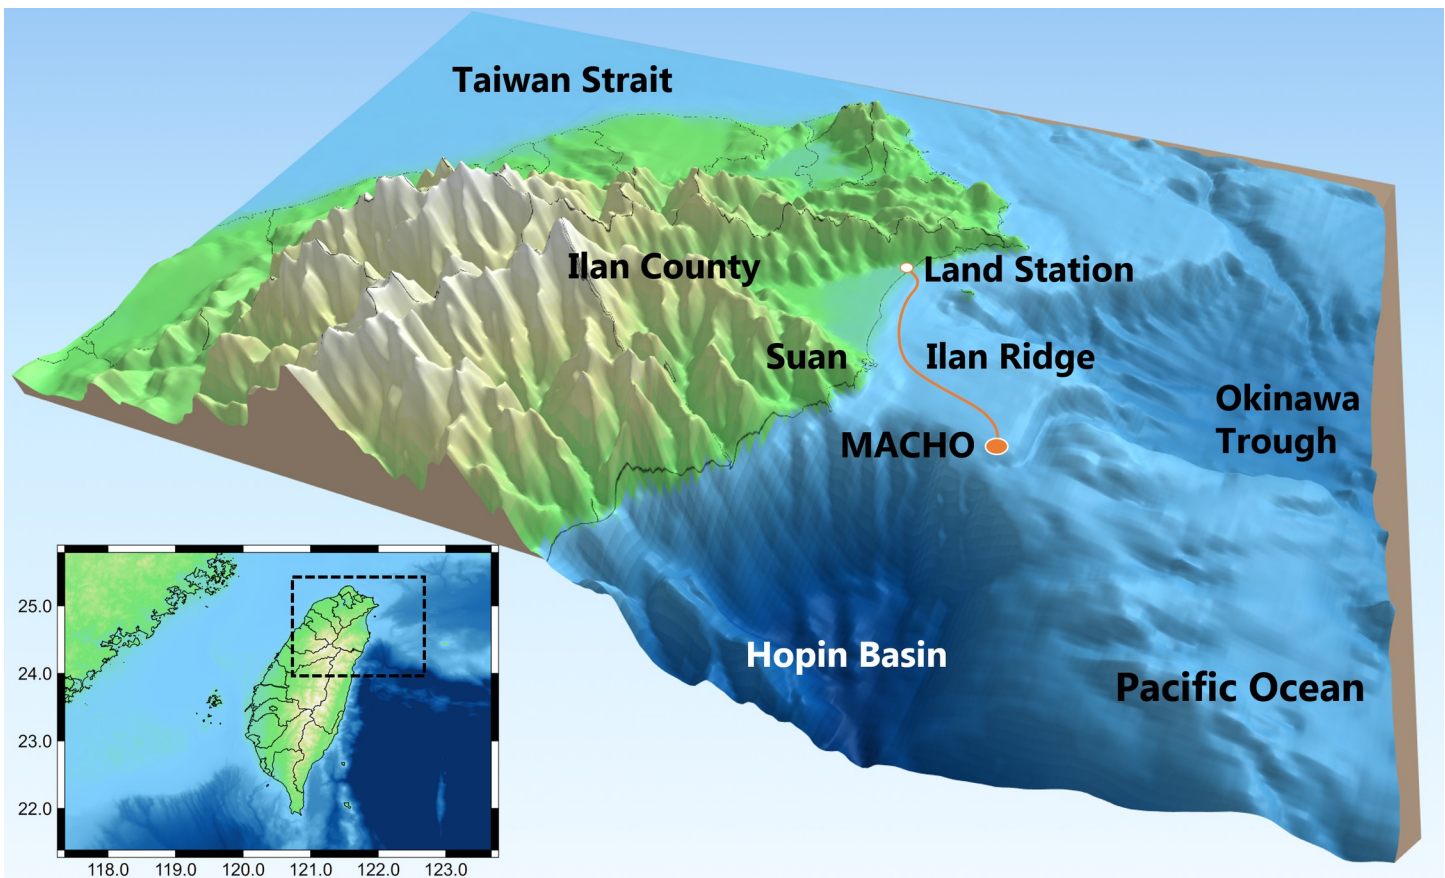 Taiwan Strait
Ilan County
Land Station
Suan
Ilan Ridge
Okinawa
Trough
MACHO
Hopin Basin
Pacific Ocean
25.0
24.0
23.0
22.0
118.0 119.0 120.0 121.0 122.0 123.0